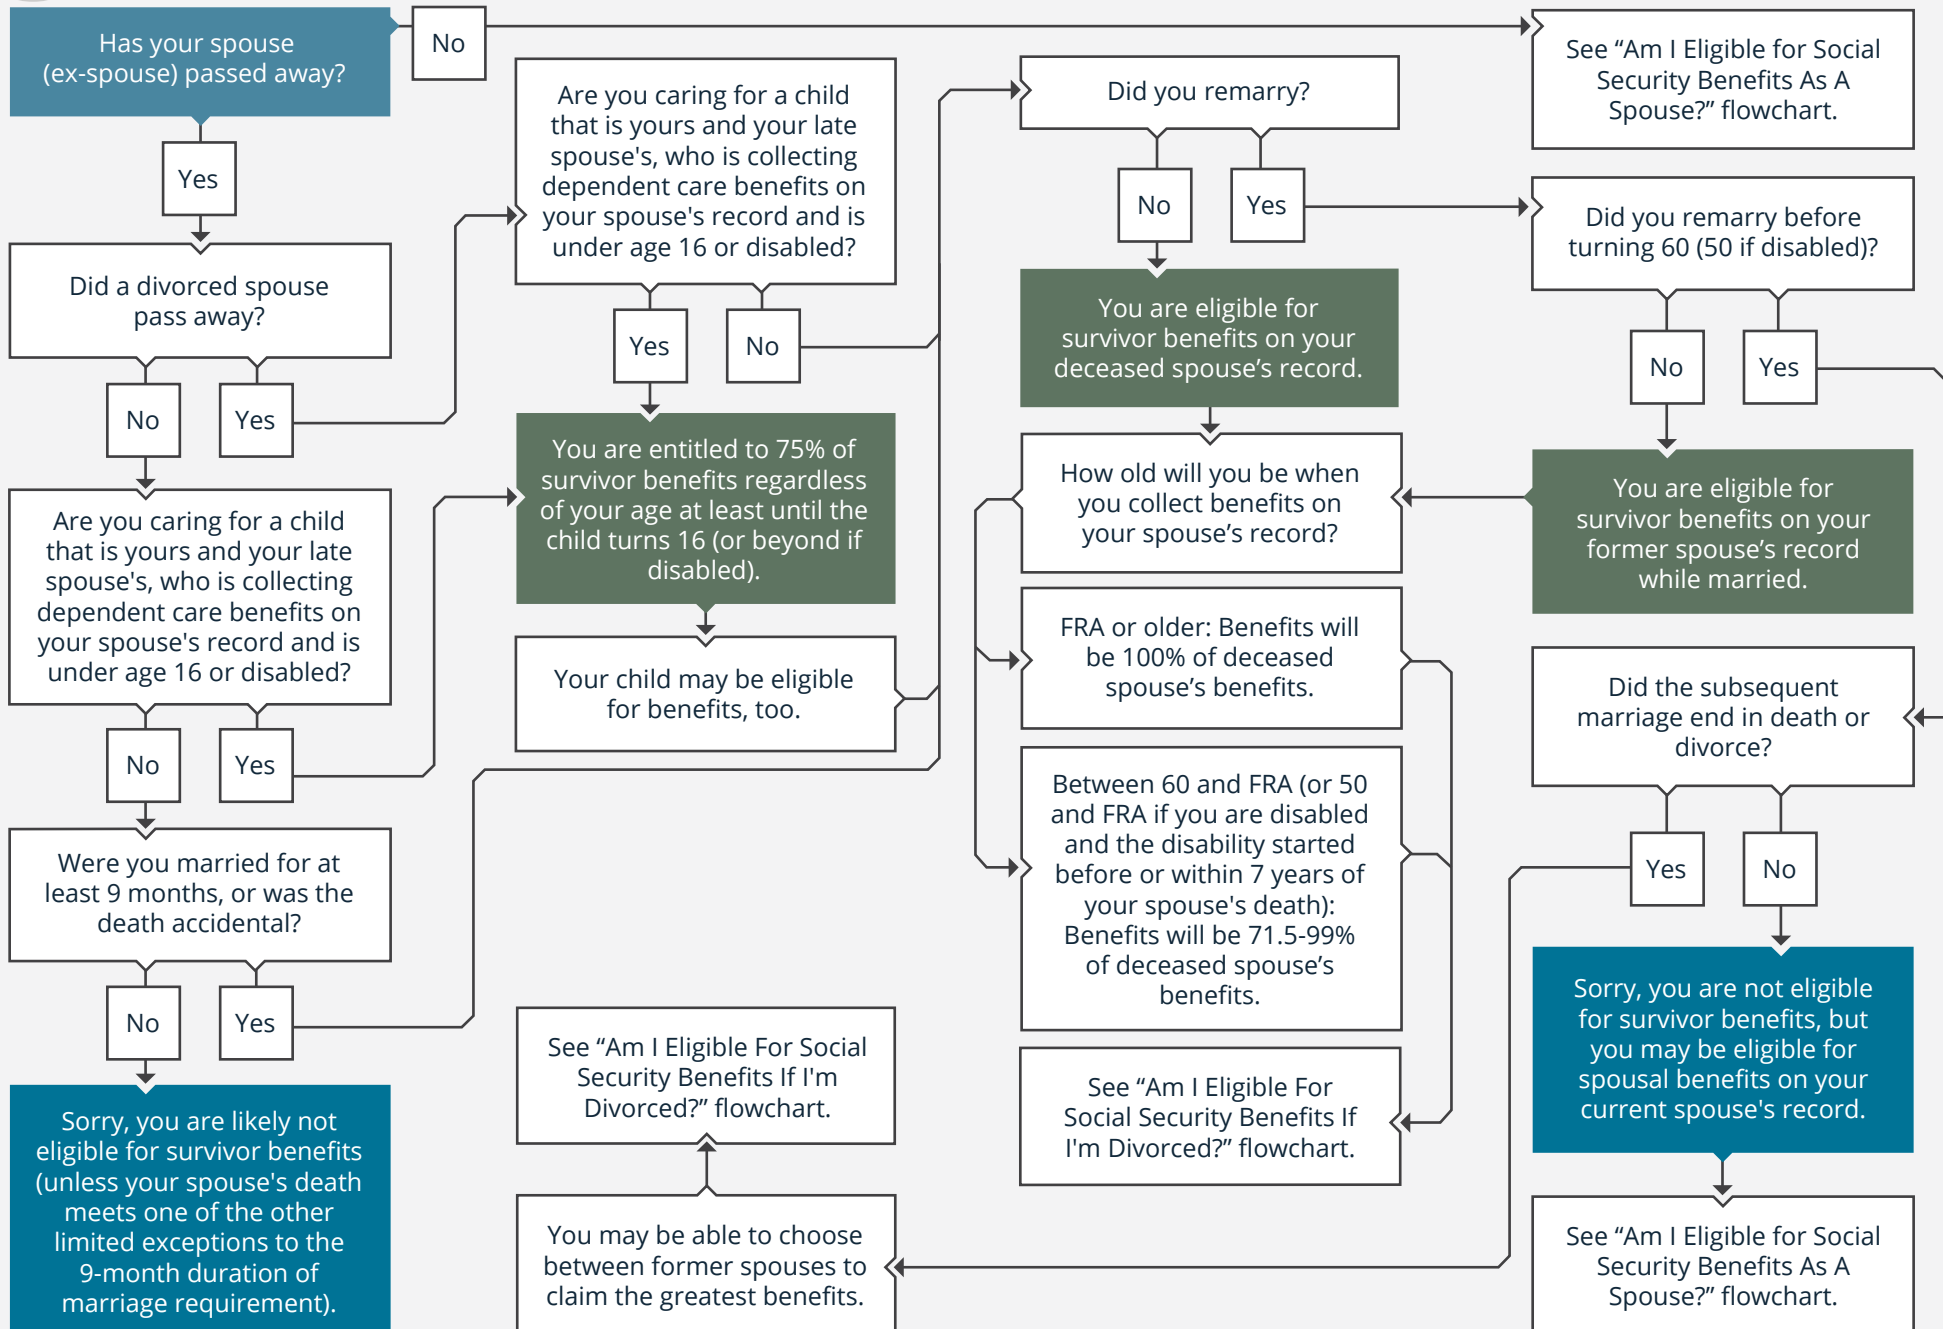 Has your spouse
(ex-spouse) passed away?
No
Yes
Did a divorced spouse
pass away?
No
Yes
Are you caring for a child
that is yours and your late
spouse's, who is collecting
dependent care benefits on
your spouse's record and is
under age 16 or disabled?
No
Yes
Were you married for at
least 9 months, or was the
death accidental?
No
Yes
Sorry, you are likely not
eligible for survivor benefits
(unless your spouse's death
meets one of the other
limited exceptions to the
9-month duration of
marriage requirement).
Are you caring for a child
that is yours and your late
spouse's, who is collecting
dependent care benefits on
your spouse's record and is
under age 16 or disabled?
Yes
No
You are entitled to 75% of
survivor benefits regardless
of your age at least until the
child turns 16 (or beyond if
disabled).
Your child may be eligible
for benefits, too.
See “Am I Eligible For Social
Security Benefits If I'm
Divorced?” flowchart.
You may be able to choose
between former spouses to
claim the greatest benefits.
Did you remarry?
No
Yes
You are eligible for
survivor benefits on your
deceased spouse’s record.
How old will you be when
you collect benefits on
your spouse’s record?
FRA or older: Benefits will
be 100% of deceased
spouse’s benefits.
Between 60 and FRA (or 50
and FRA if you are disabled
and the disability started
before or within 7 years of
your spouse's death):
Benefits will be 71.5-99%
of deceased spouse’s
benefits.
See “Am I Eligible For
Social Security Benefits If
I'm Divorced?” flowchart.
See “Am I Eligible for Social
Security Benefits As A
Spouse?” flowchart.
Did you remarry before
turning 60 (50 if disabled)?
No
Yes
You are eligible for
survivor benefits on your
former spouse’s record
while married.
Did the subsequent
marriage end in death or
divorce?
Yes
No
Sorry, you are not eligible
for survivor benefits, but
you may be eligible for
spousal benefits on your
current spouse's record.
See “Am I Eligible for Social
Security Benefits As A
Spouse?” flowchart.